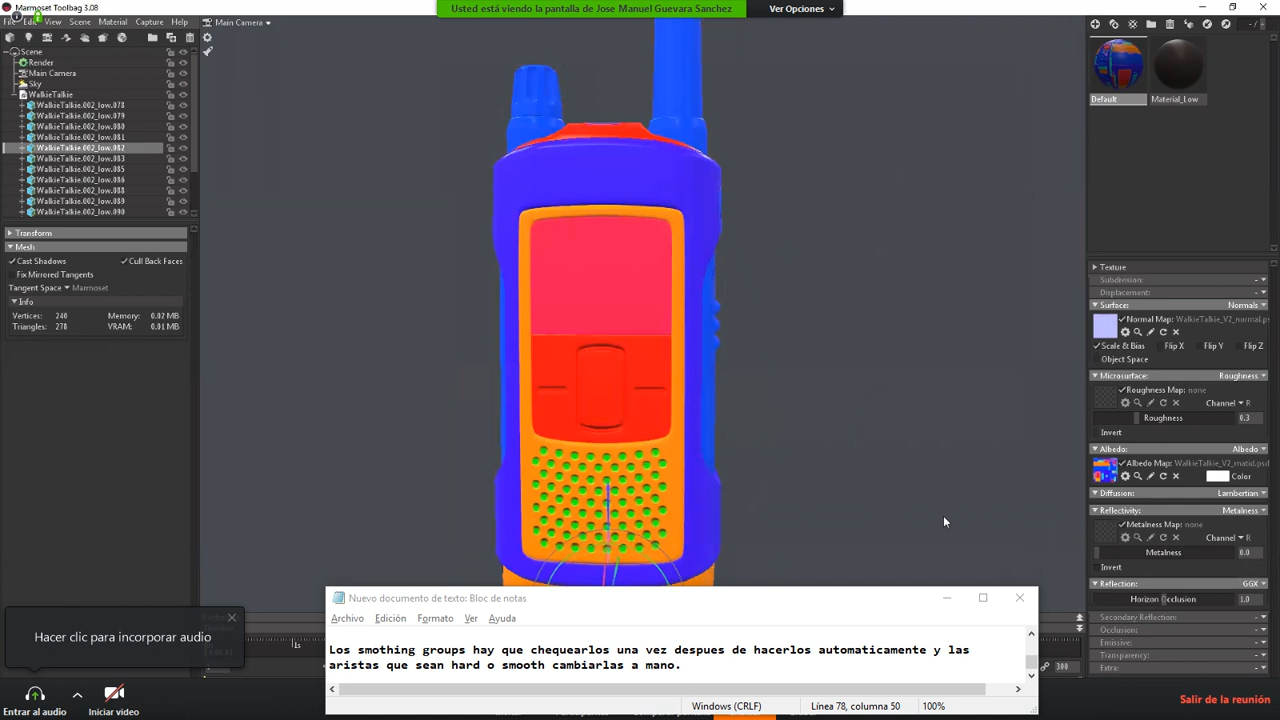 Marmoset Toolbag 3.08
Usted está viendo la pantalla de Jose Manuel Guevara Sanchez
Ver Opciones
File Edit View Scene Material Capture Help
Main Camera
Scene
Render
Main Camera
Sky
WalkieTalkie
WalkieTalkie.002_low.078
WalkieTalkie.002_low.079
WalkieTalkie.002_low.080
WalkieTalkie.002_low.081
WalkieTalkie.002_low.082
WalkieTalkie.002_low.083
WalkieTalkie.002_low.085
WalkieTalkie.002_low.086
WalkieTalkie.002_low.088
WalkieTalkie.002_low.089
WalkieTalkie.002_low.090
Transform
Mesh
Cast Shadows Cull Back Faces
Fix Mirrored Tangents
Tangent Space Marmoset
Info
Vertices: 240 Memory: 0.02 MB
Triangles: 278 VRAM: 0.01 MB
Default Material_Low
Texture
Subdivision:
Displacement:
Surface: Normals
Normal Map: WalkieTalkie_V2_normal.ps
Scale & Bias Flip X Flip Y Flip Z
Object Space
Microsurface: Roughness
Roughness Map: none
Channel R
Roughness 0.3
Invert
Albedo: Albedo
Albedo Map: WalkieTalkie_V2_matid.psd
Color
Diffusion: Lambertian
Reflectivity: Metalness
Metalness Map: none
Channel R
Metalness 0.0
Invert
Reflection: GGX
Horizon Occlusion 1.0
Secondary Reflection:
Occlusion:
Emissive:
Transparency:
Extra:
Hacer clic para incorporar audio
1s
300
Nuevo documento de texto: Bloc de notas
Archivo Edición Formato Ver Ayuda
Los smothing groups hay que chequearlos una vez despues de hacerlos automaticamente y las
aristas que sean hard o smooth cambiarlas a mano.
Windows (CRLF) Línea 78, columna 50 100%
Entrar al audio Iniciar video
Salir de la reunión